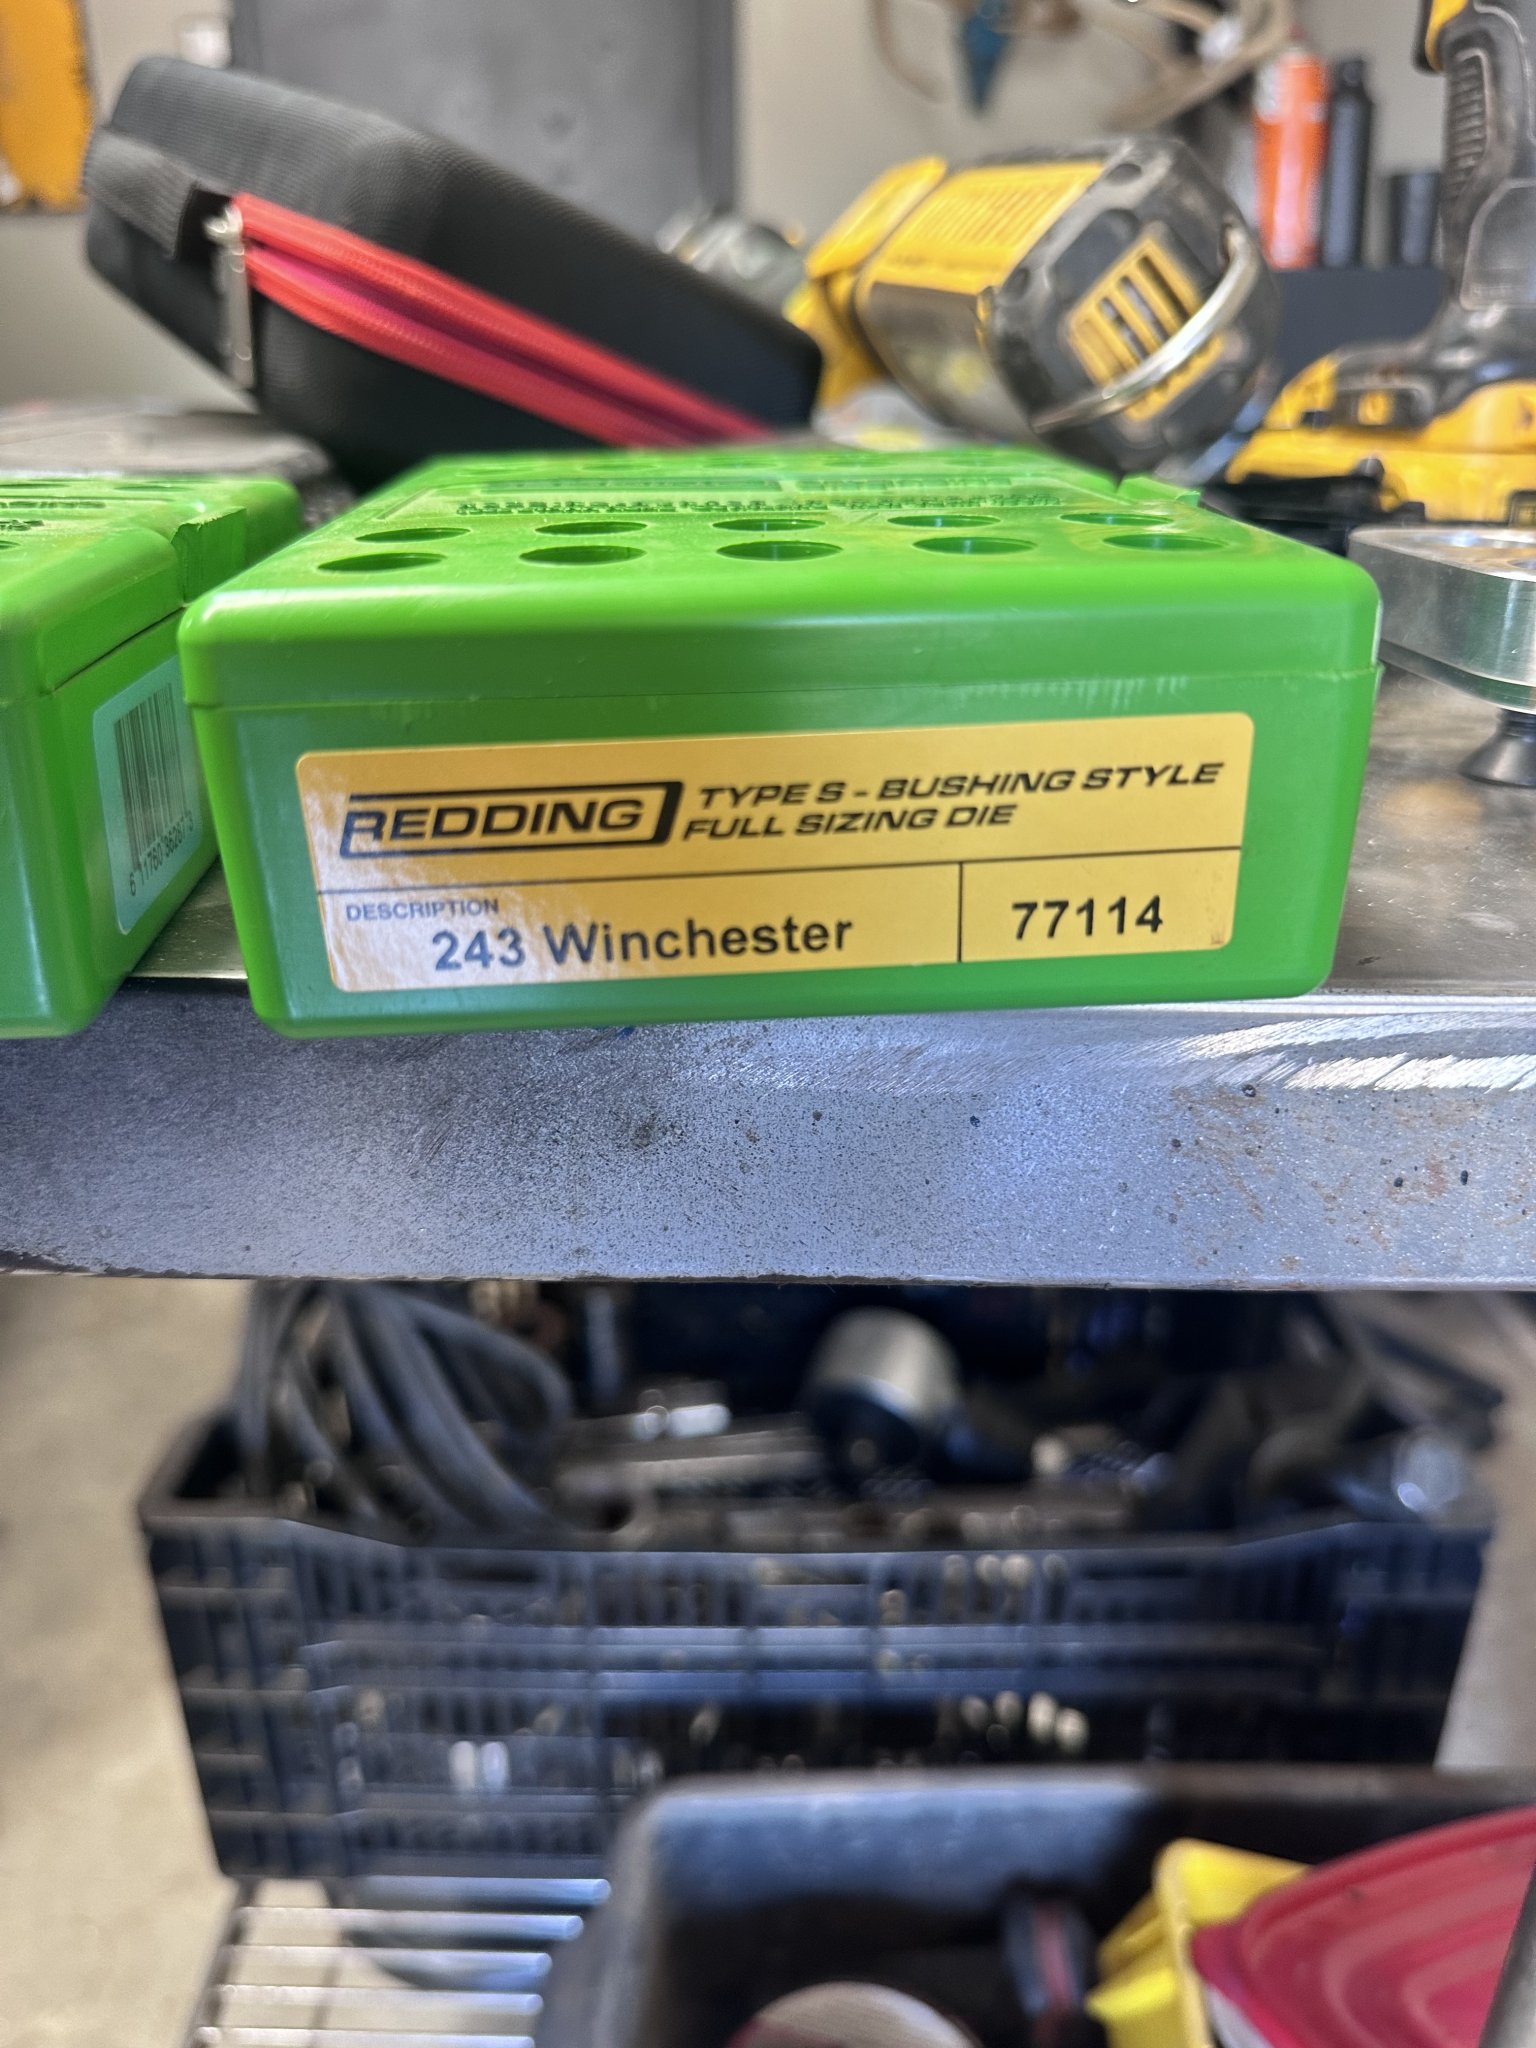 REDDING
TYPE S - BUSHING STYLE
FULL SIZING DIE
DESCRIPTION
243 Winchester
77114